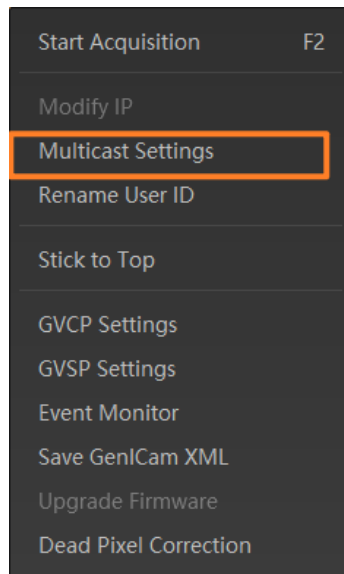 Start Acquisition F2
Modify IP
Multicast Settings
Rename User ID
Stick to Top
GVCP Settings
GVSP Settings
Event Monitor
Save GenICam XML
Upgrade Firmware
Dead Pixel Correction